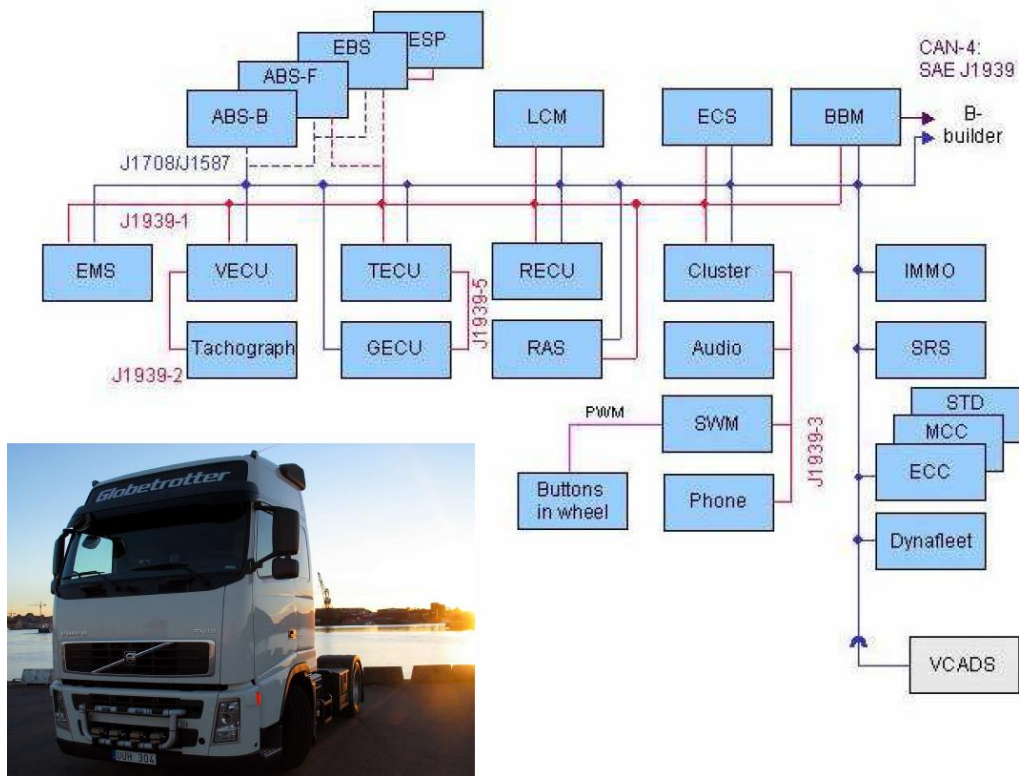 ESP
EBS
ABS-F
ABS-B
LCM
ECS
BBM
CAN-4:
SAE J1939
B-
builder
J1708/J1587
J1939-1
EMS
VECU
TECU
RECU
Cluster
IMMO
J1939-5
Tachograph
GECU
RAS
Audio
SRS
J1939-2
PWM
SWM
J1939-3
STD
MCC
ECC
Buttons
in wheel
Phone
Dynafleet
VCADS
Globetrotter
UUH 304